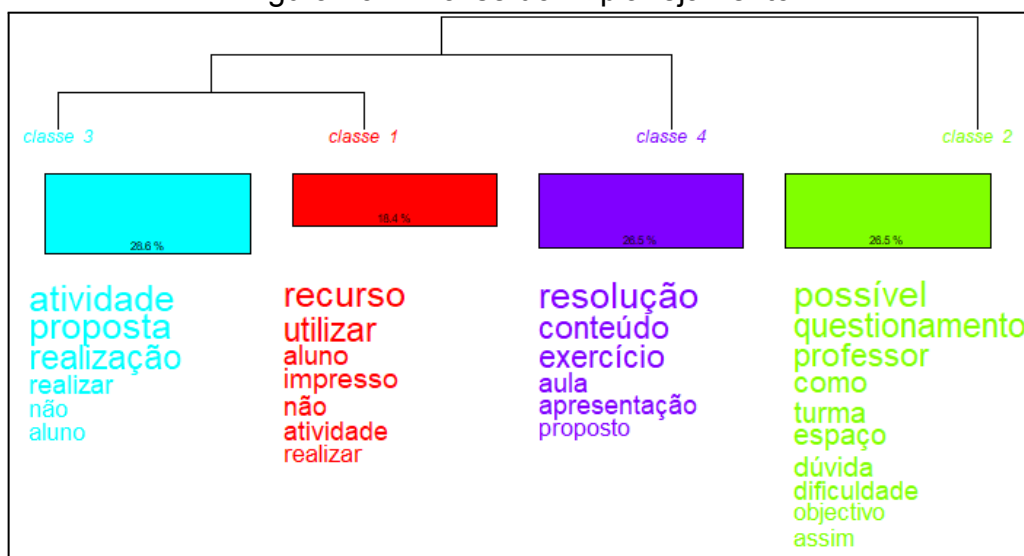 classe 3
classe 1
classe 4
classe 2
28.6 %
18.4 %
26.5 %
26.5 %
atividade
proposta
realização
realizar
não
aluno
recurso
utilizar
aluno
impresso
não
atividade
realizar
resolução
conteúdo
exercício
aula
apresentação
proposto
possível
questionamento
professor
como
turma
espaço
dúvida
dificuldade
objectivo
assim